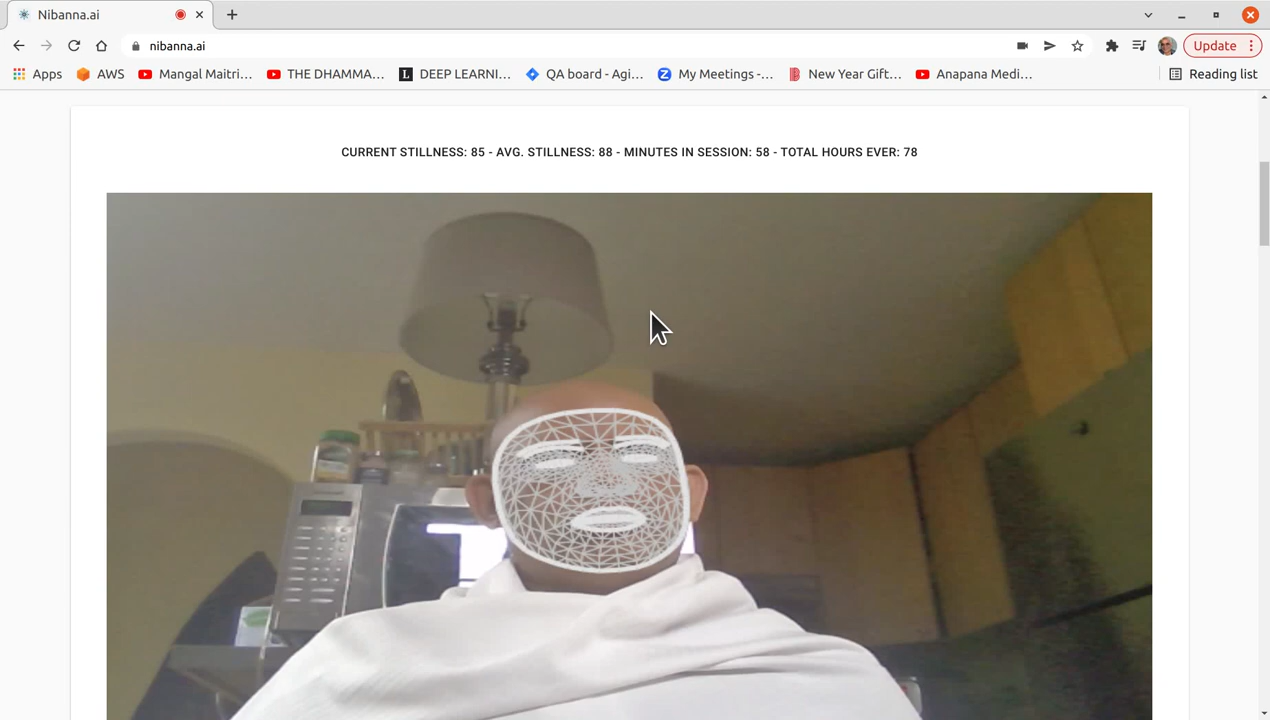 Nibanna.ai
nibanna.ai
Update
Apps AWS Mangal Maitri... THE DHAMMA... DEEP LEARNI... QA board - Agi... My Meetings -... New Year Gift... Anapana Medi... Reading list
CURRENT STILLNESS: 85 - AVG. STILLNESS: 88 - MINUTES IN SESSION: 58 - TOTAL HOURS EVER: 78